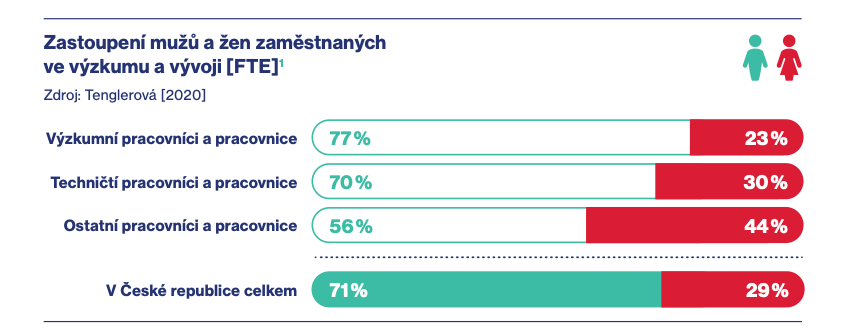 Zastoupení mužů a žen zaměstnaných
ve výzkumu a vývoji [FTE]¹
Zdroj: Tenglerová [2020]
Výzkumní pracovníci a pracovnice 77% 23%
Techničtí pracovníci a pracovnice 70% 30%
Ostatní pracovníci a pracovnice 56% 44%
V České republice celkem 71% 29%